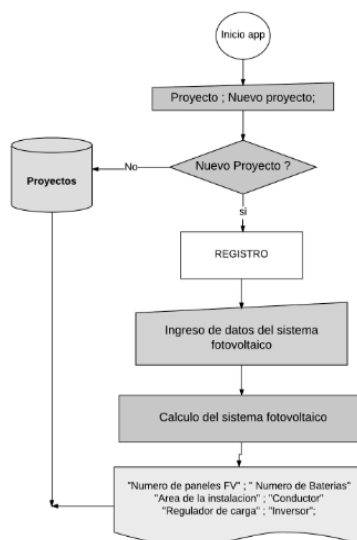 Inicio app
Proyecto ; Nuevo proyecto;
Nuevo Proyecto ?
No
Proyectos
si
REGISTRO
Ingreso de datos del sistema
fotovoltaico
Calculo del sistema fotovoltaico
"Numero de paneles FV" ; " Numero de Baterias"
"Area de la instalacion" ; "Conductor"
"Regulador de carga" ; "Inversor";